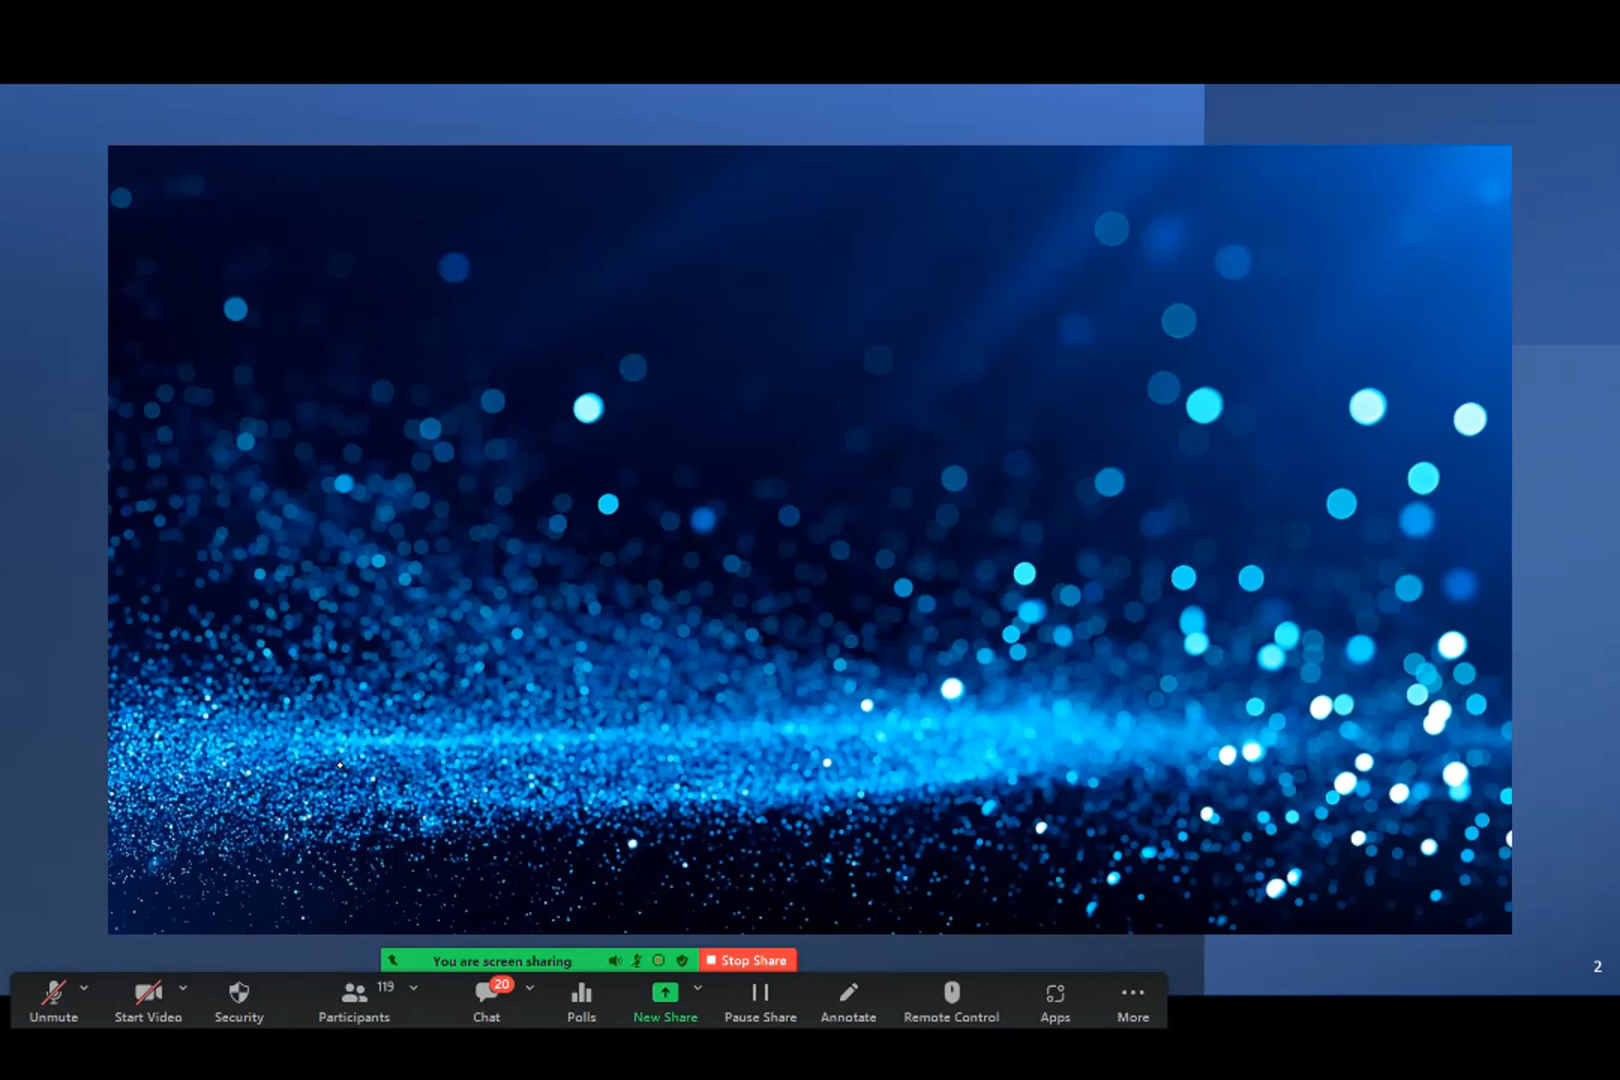 2
You are screen sharing
Stop Share
119
20
Unmute
Start Video
Security
Participants
Chat
Polls
New Share
Pause Share
Annotate
Remote Control
Apps
More